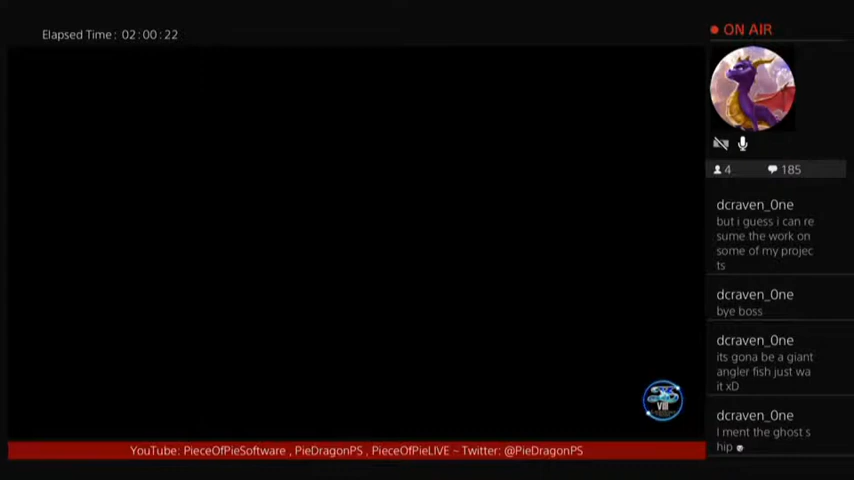 Elapsed Time : 02:00:22
ON AIR
4
185
dcraven_0ne
but i guess i can re
sume the work on
some of my projec
ts
dcraven_0ne
bye boss
dcraven_0ne
its gona be a giant
angler fish just wa
it xD
dcraven_0ne
I ment the ghost s
hip
VIII
YouTube: PieceOfPieSoftware , PieDragonPS , PieceOfPieLIVE ~ Twitter: @PieDragonPS